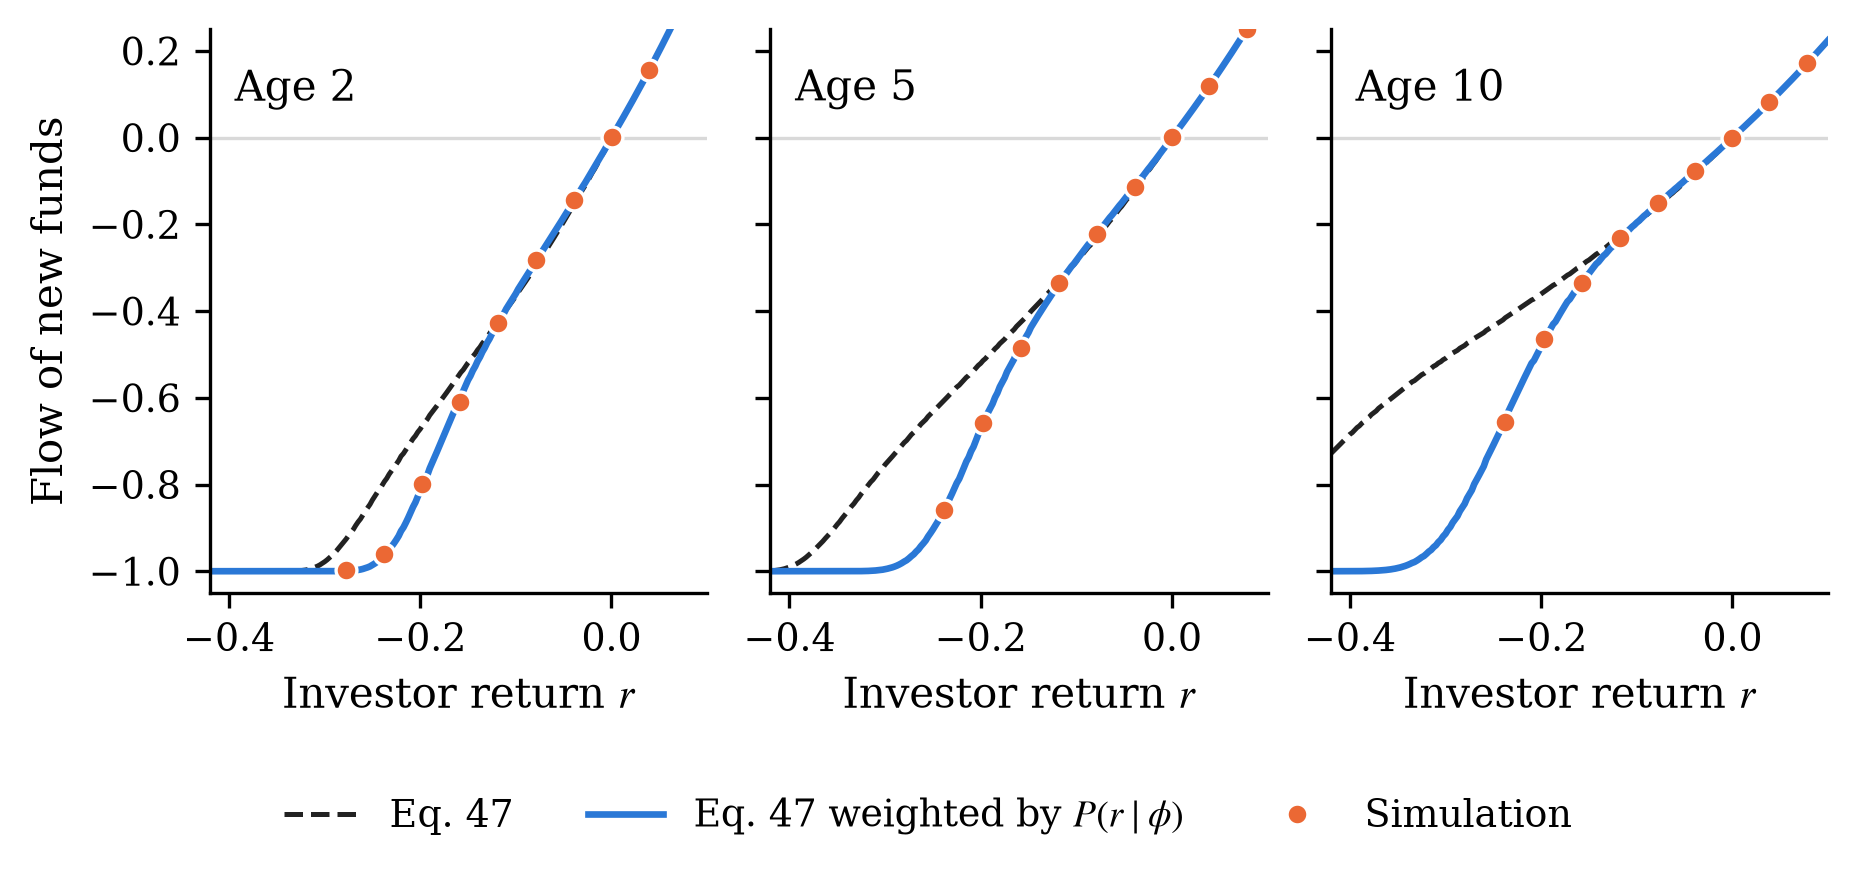 Age 2
Age 5
Age 10
Flow of new funds
0.2
0.0
−0.2
−0.4
−0.6
−0.8
−1.0
−0.4 −0.2 0.0
−0.4 −0.2 0.0
−0.4 −0.2 0.0
Investor return r
Investor return r
Investor return r
Eq. 47
Eq. 47 weighted by P(r | ϕ)
Simulation